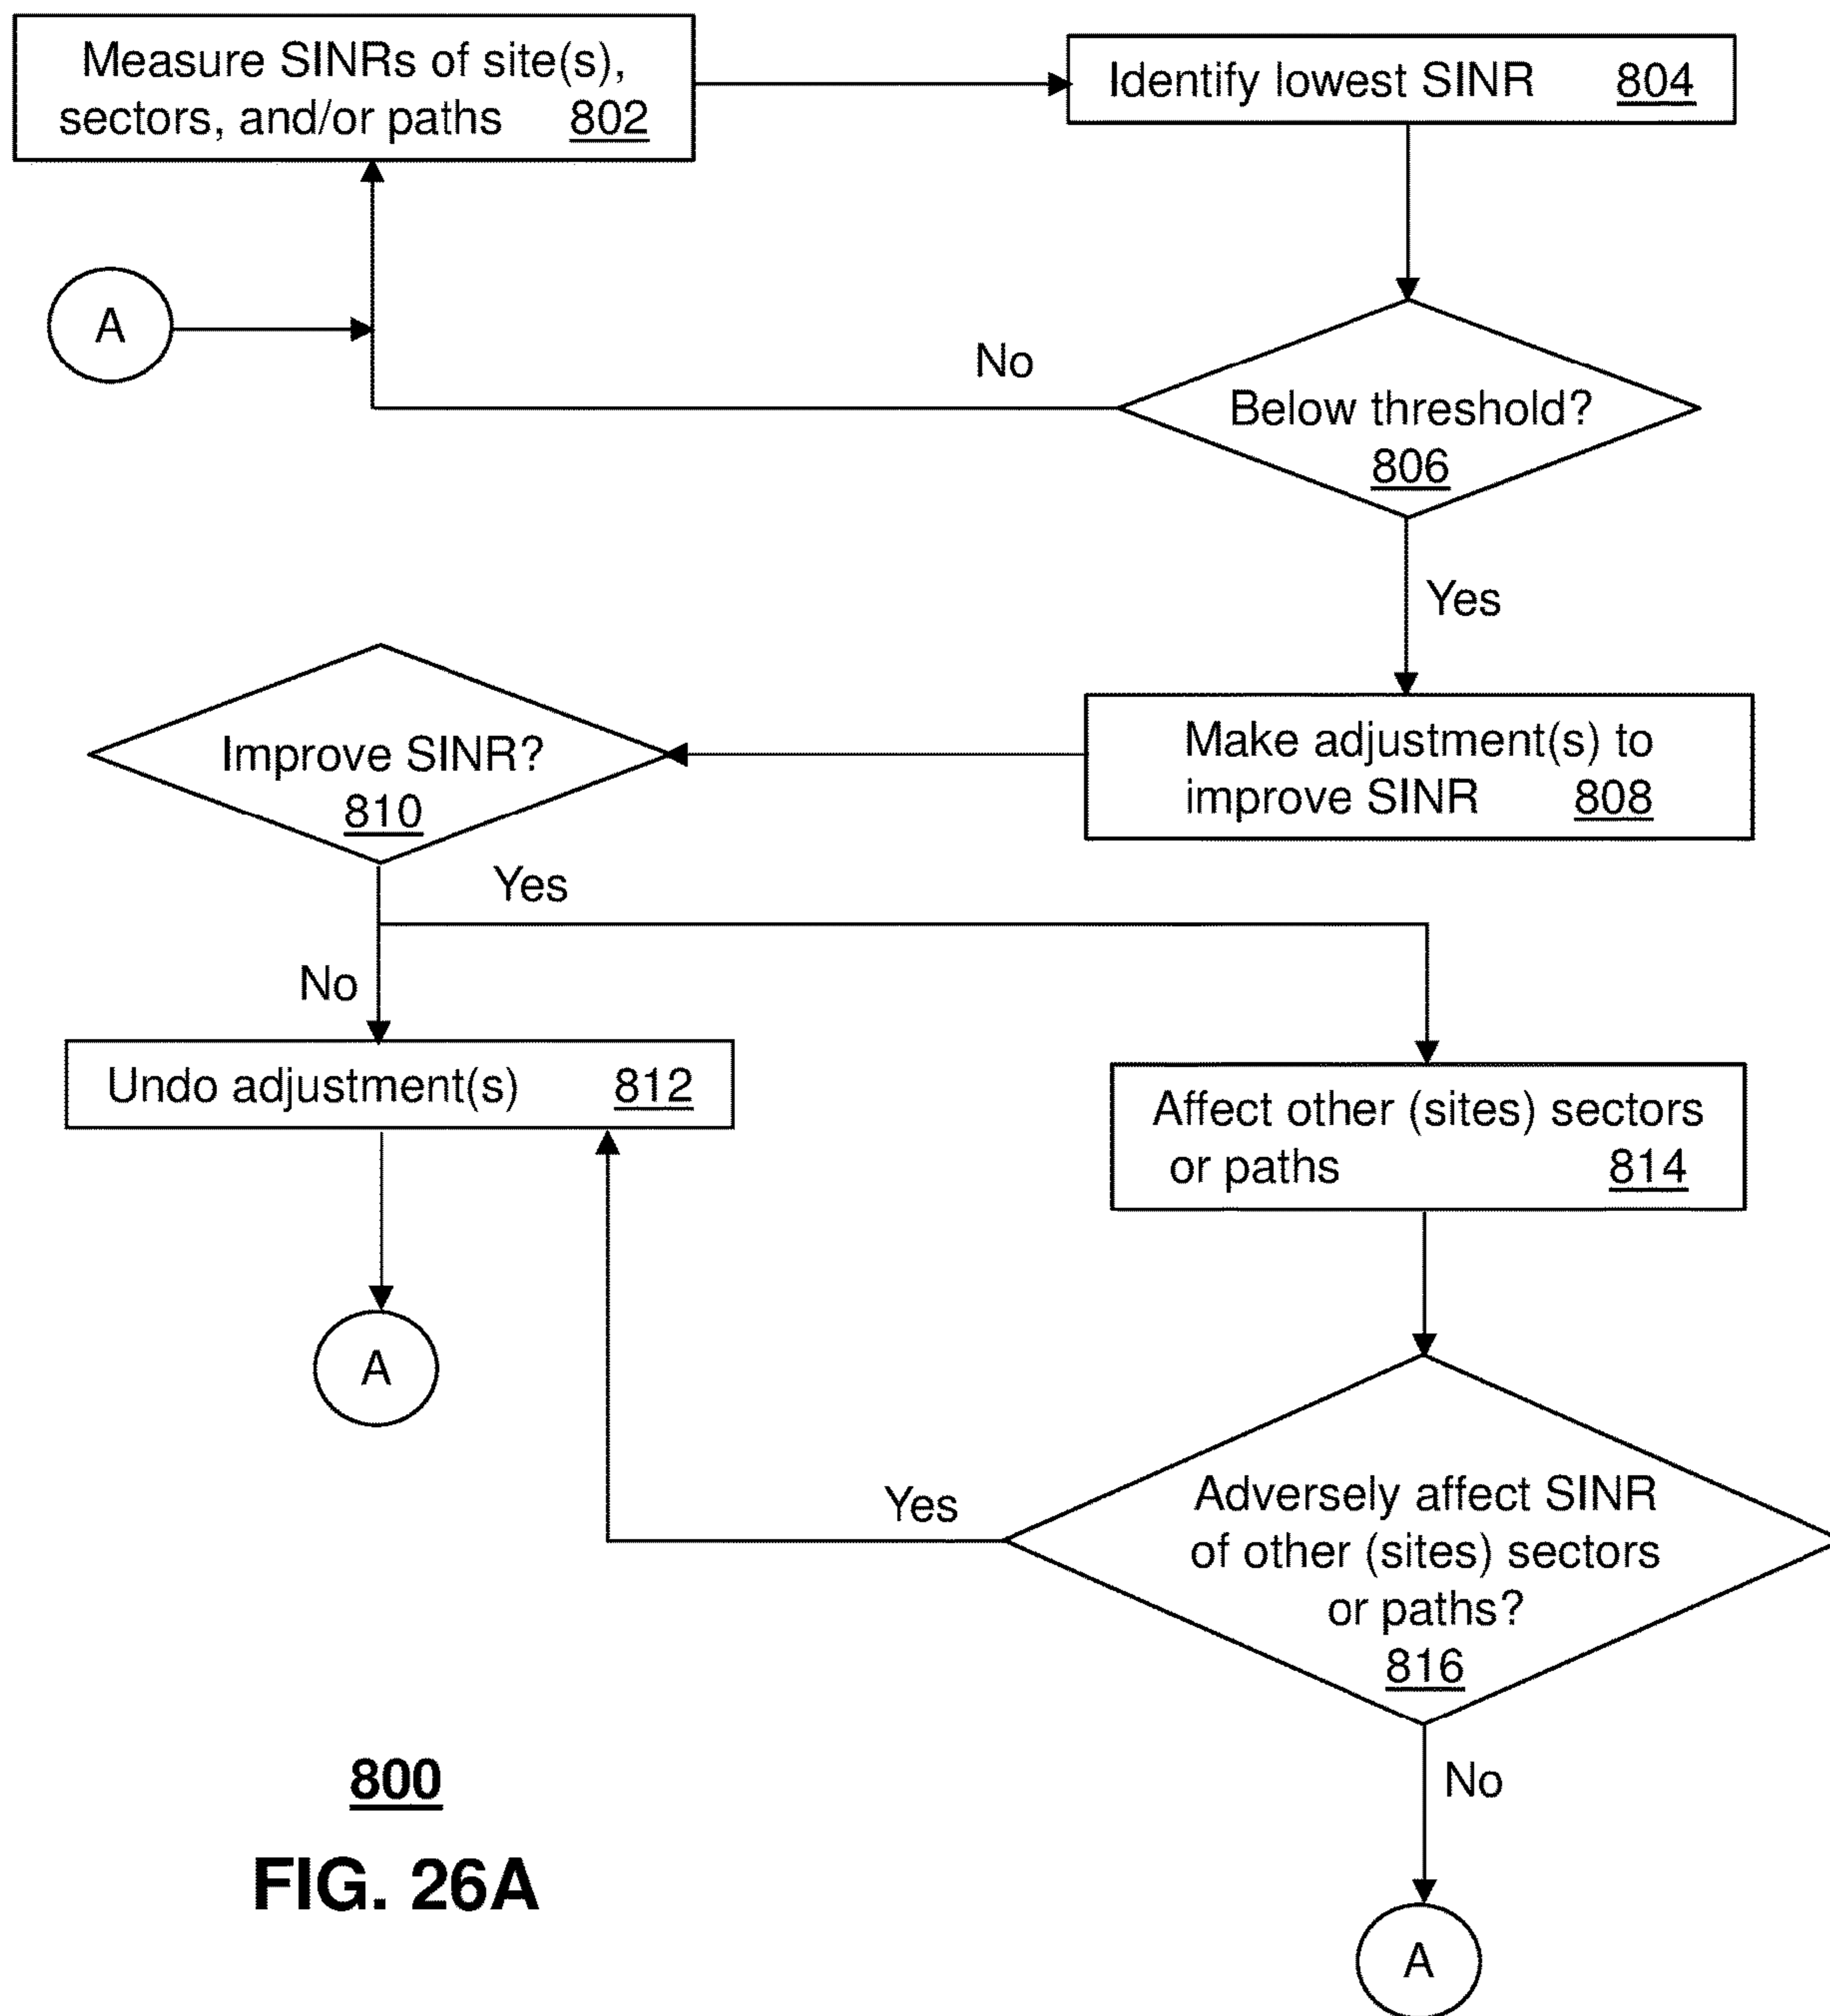 Measure SINRs of site(s),
sectors, and/or paths 802
Identify lowest SINR 804
A
No
Below threshold?
806
Yes
Improve SINR?
810
Make adjustment(s) to
improve SINR 808
Yes
No
Undo adjustment(s) 812
Affect other (sites) sectors
or paths 814
A
Yes
Adversely affect SINR
of other (sites) sectors
or paths?
816
No
800
FIG. 26A
A